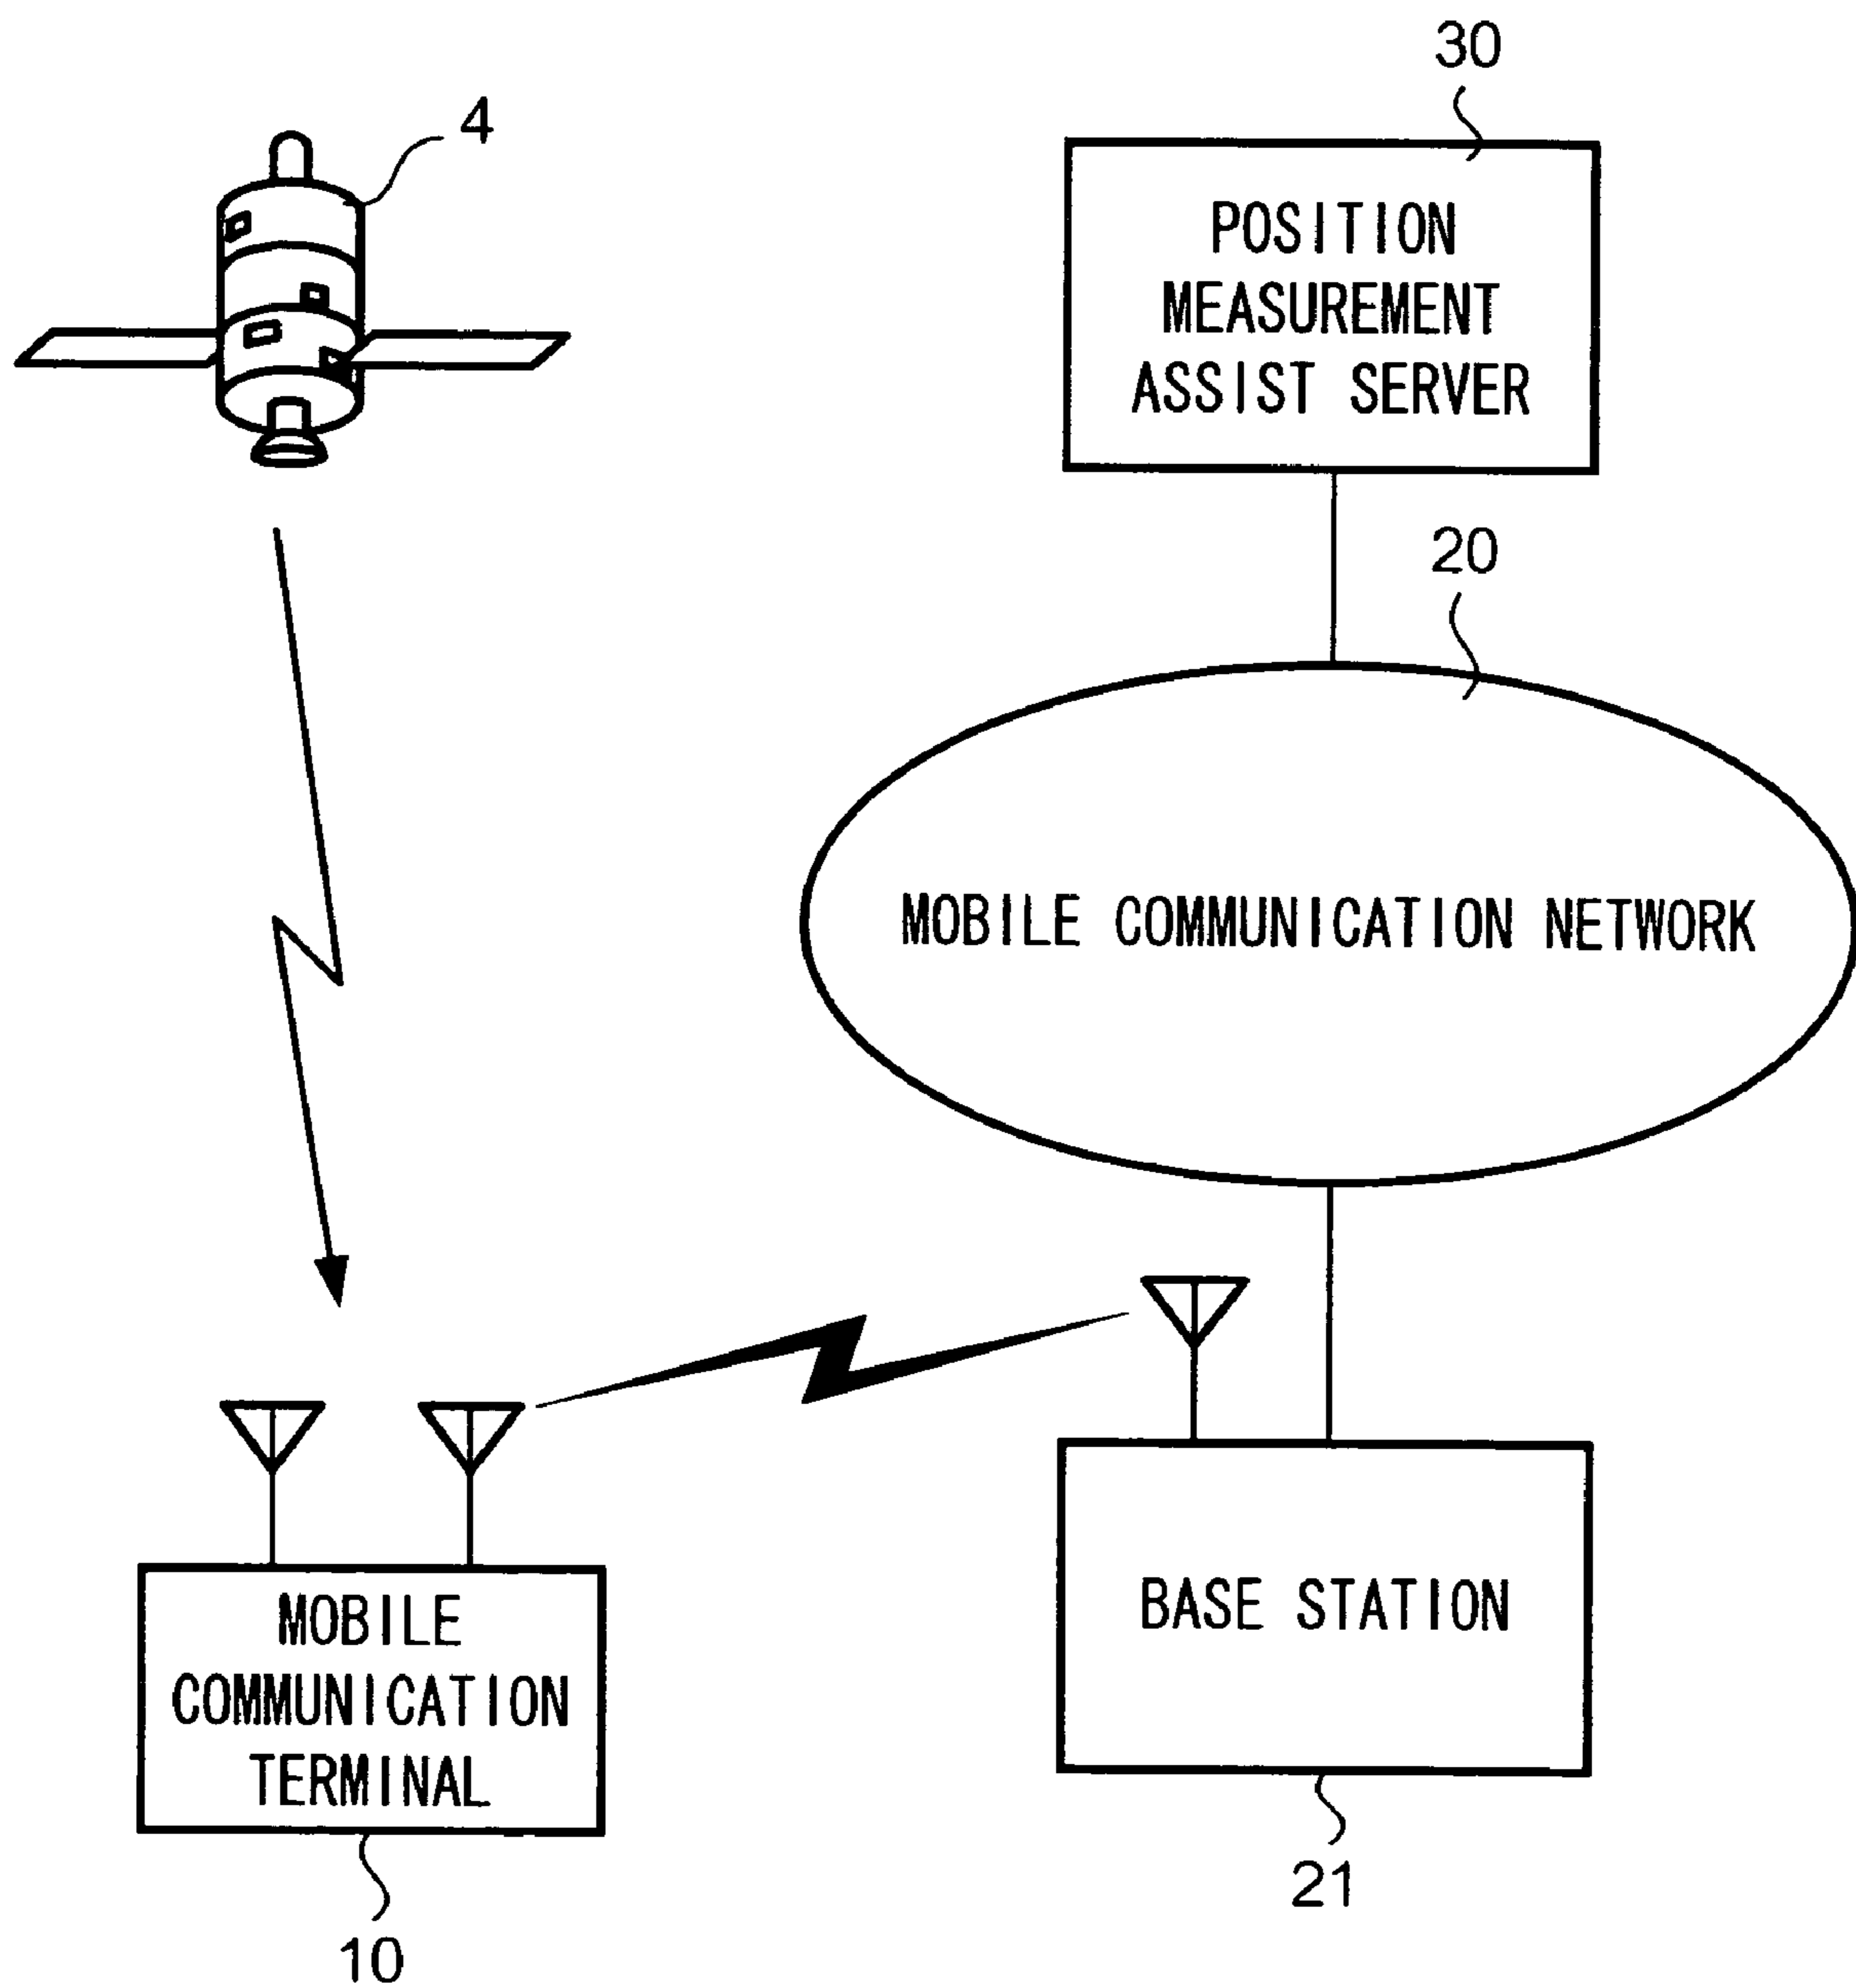 30
4
POSITION
MEASUREMENT
ASSIST SERVER
20
MOBILE COMMUNICATION NETWORK
MOBILE
COMMUNICATION
TERMINAL
BASE STATION
21
10